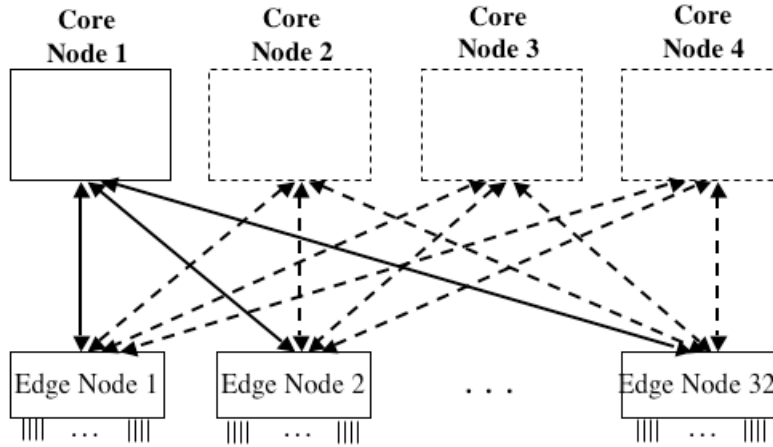 Core Node 1
Core Node 2
Core Node 3
Core Node 4
Edge Node 1
...
Edge Node 2
...
. . .
Edge Node 32
...